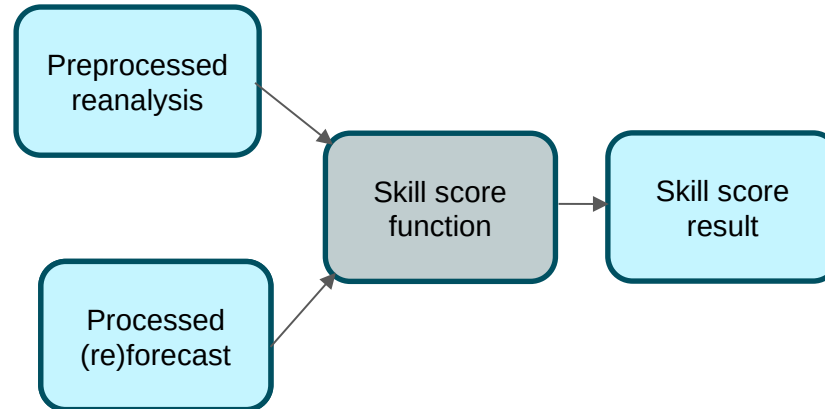 Preprocessed
reanalysis
Skill score
function
Skill score
result
Processed
(re)forecast